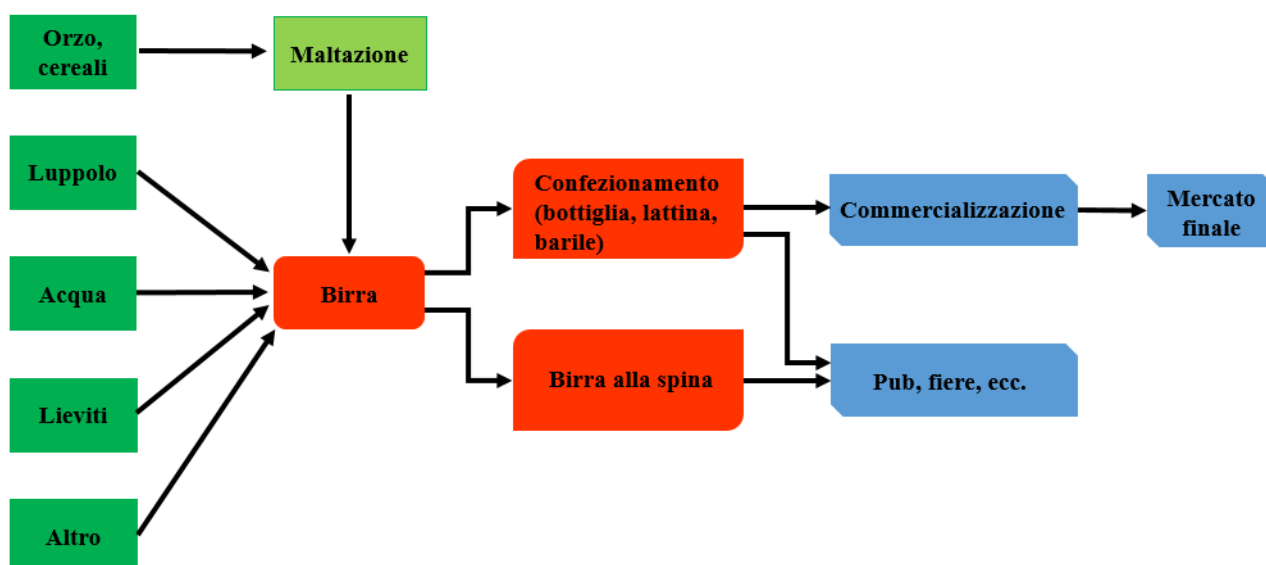 Orzo,
cereali
Maltazione
Luppolo
Confezionamento
(bottiglia, lattina,
barile)
Commercializzazione
Mercato
finale
Acqua
Birra
Lieviti
Birra alla spina
Pub, fiere, ecc.
Altro